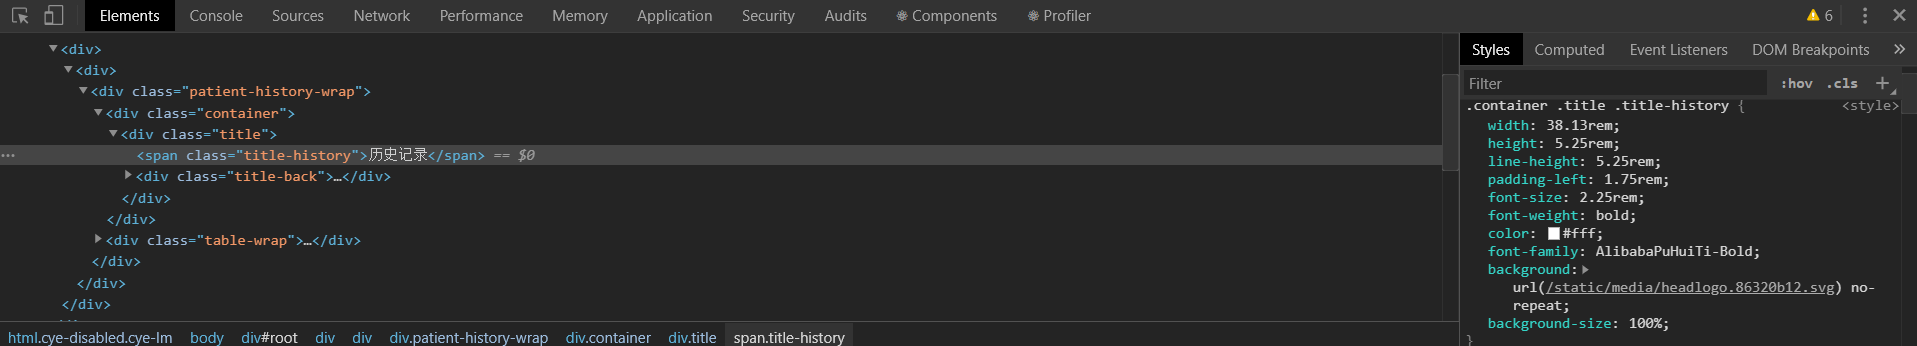 Elements Console Sources Network Performance Memory Application Security Audits Components Profiler 6
<div>
<div>
<div class="patient-history-wrap">
<div class="container">
<div class="title">
<span class="title-history">历史记录</span> == $0
<div class="title-back">…</div>
</div>
</div>
<div class="table-wrap">…</div>
</div>
</div>
</div>
html.cye-disabled.cye-lm body div#root div div div.patient-history-wrap div.container div.title span.title-history
Styles Computed Event Listeners DOM Breakpoints »
Filter :hov .cls +
.container .title .title-history { <style>
width: 38.13rem;
height: 5.25rem;
line-height: 5.25rem;
padding-left: 1.75rem;
font-size: 2.25rem;
font-weight: bold;
color: #fff;
font-family: AlibabaPuHuiTi-Bold;
background:
url(/static/media/headlogo.86320b12.svg) no-
repeat;
background-size: 100%;
}